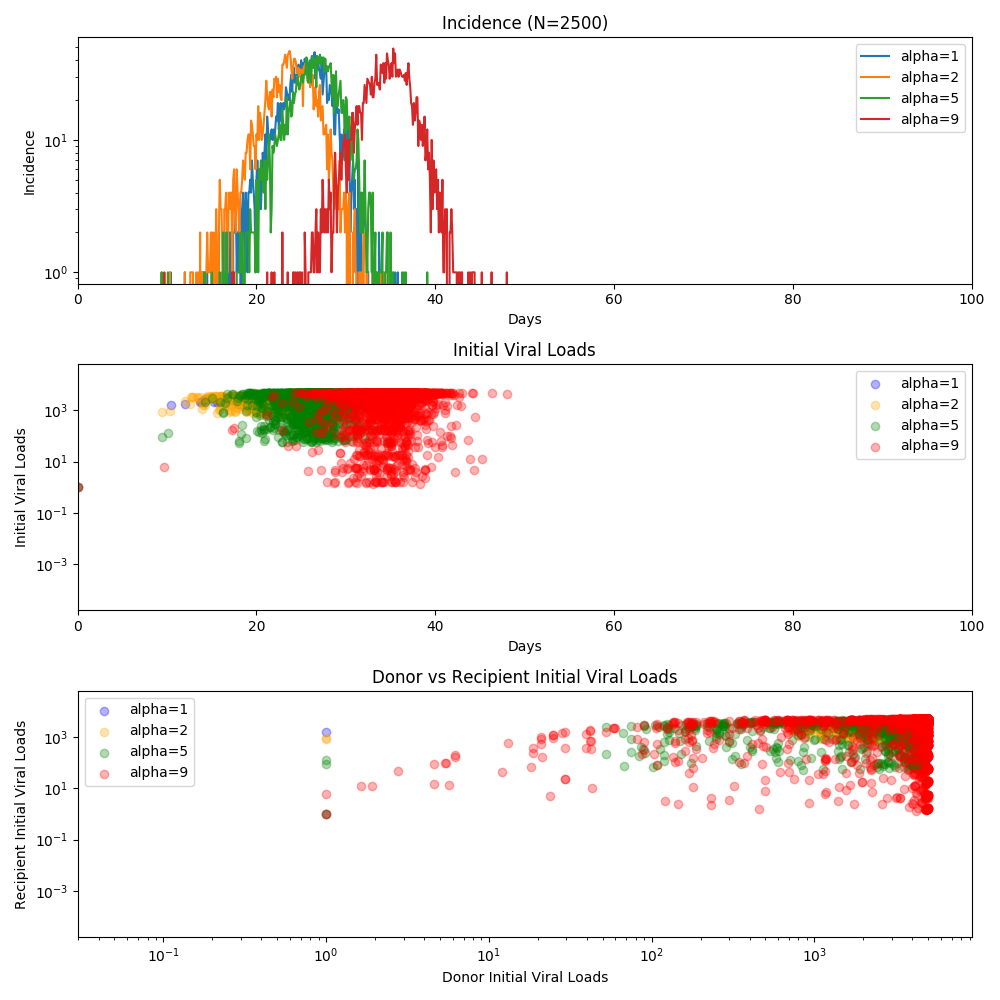 Incidence (N=2500)
Incidence
10¹
10⁰
alpha=1
alpha=2
alpha=5
alpha=9
0 20 40 60 80 100
Days
Initial Viral Loads
Initial Viral Loads
10³
10¹
10⁻¹
10⁻³
alpha=1
alpha=2
alpha=5
alpha=9
0 20 40 60 80 100
Days
Donor vs Recipient Initial Viral Loads
Recipient Initial Viral Loads
10³
10¹
10⁻¹
10⁻³
alpha=1
alpha=2
alpha=5
alpha=9
10⁻¹ 10⁰ 10¹ 10² 10³
Donor Initial Viral Loads